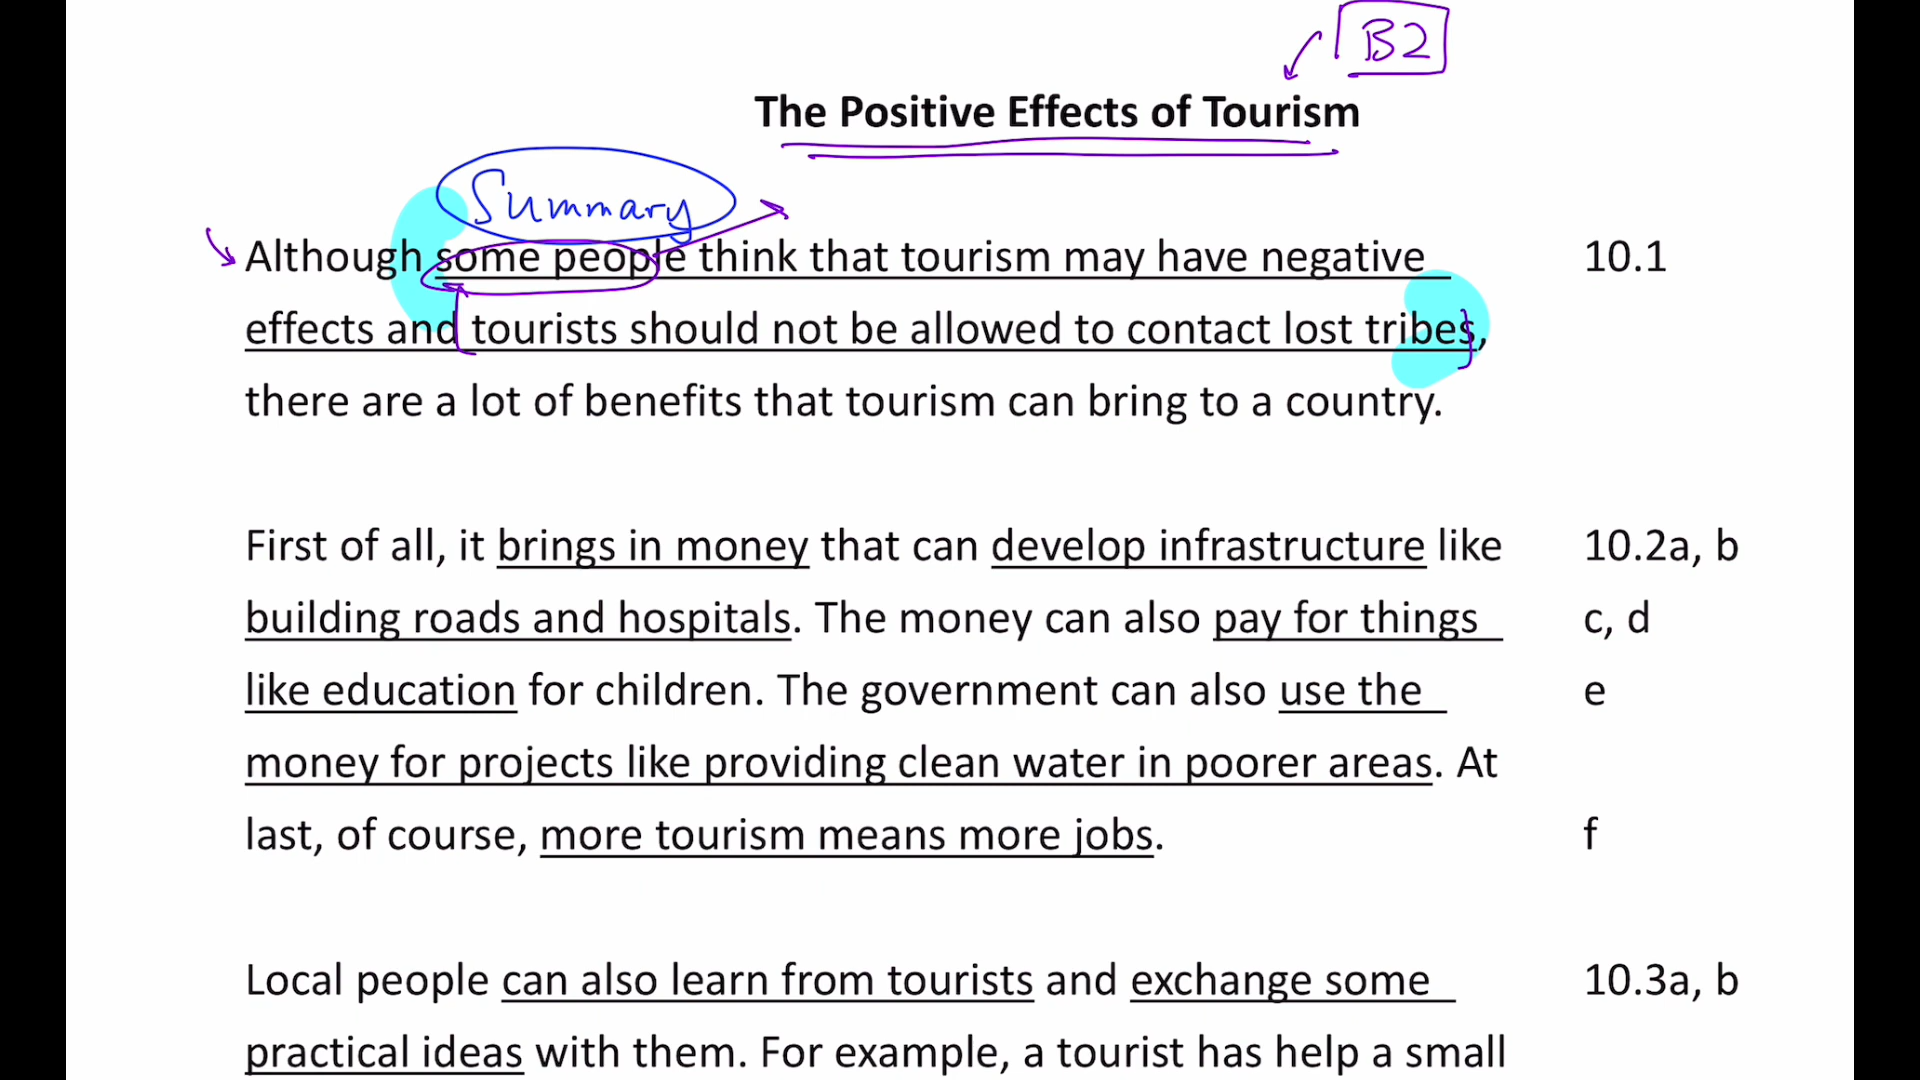 B2
The Positive Effects of Tourism
Summary
Although some people think that tourism may have negative 10.1
effects and tourists should not be allowed to contact lost tribes,
there are a lot of benefits that tourism can bring to a country.
First of all, it brings in money that can develop infrastructure like 10.2a, b
building roads and hospitals. The money can also pay for things c, d
like education for children. The government can also use the e
money for projects like providing clean water in poorer areas. At
last, of course, more tourism means more jobs. f
Local people can also learn from tourists and exchange some 10.3a, b
practical ideas with them. For example, a tourist has help a small